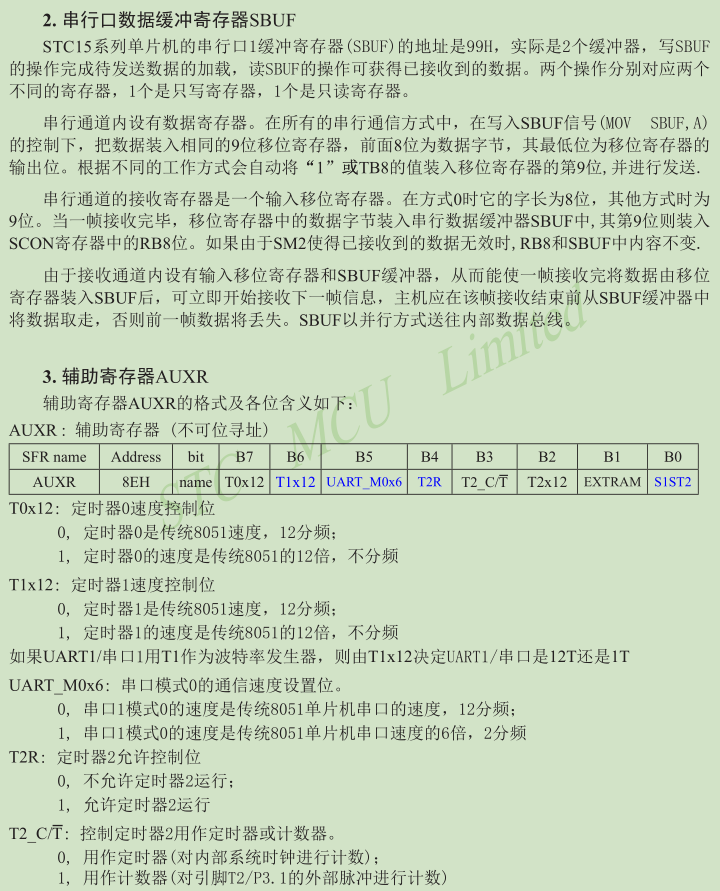 2. 串行口数据缓冲寄存器SBUF
STC15系列单片机的串行口1缓冲寄存器(SBUF)的地址是99H，实际是2个缓冲器，写SBUF
的操作完成待发送数据的加载，读SBUF的操作可获得已接收到的数据。两个操作分别对应两个
不同的寄存器，1个是只写寄存器，1个是只读寄存器。
串行通道内设有数据寄存器。在所有的串行通信方式中，在写入SBUF信号(MOV SBUF,A)
的控制下，把数据装入相同的9位移位寄存器，前面8位为数据字节，其最低位为移位寄存器的
输出位。根据不同的工作方式会自动将“1”或TB8的值装入移位寄存器的第9位,并进行发送.
串行通道的接收寄存器是一个输入移位寄存器。在方式0时它的字长为8位，其他方式时为
9位。当一帧接收完毕，移位寄存器中的数据字节装入串行数据缓冲器SBUF中,其第9位则装入
SCON寄存器中的RB8位。如果由于SM2使得已接收到的数据无效时,RB8和SBUF中内容不变.
由于接收通道内设有输入移位寄存器和SBUF缓冲器，从而能使一帧接收完将数据由移位
寄存器装入SBUF后，可立即开始接收下一帧信息，主机应在该帧接收结束前从SBUF缓冲器中
将数据取走，否则前一帧数据将丢失。SBUF以并行方式送往内部数据总线。
3. 辅助寄存器AUXR
辅助寄存器AUXR的格式及各位含义如下：
AUXR : 辅助寄存器 (不可位寻址)
SFR name Address bit B7 B6 B5 B4 B3 B2 B1 B0
AUXR 8EH name T0x12 T1x12 UART_M0x6 T2R T2_C/T̅ T2x12 EXTRAM S1ST2
T0x12: 定时器0速度控制位
0, 定时器0是传统8051速度，12分频;
1, 定时器0的速度是传统8051的12倍，不分频
T1x12: 定时器1速度控制位
0, 定时器1是传统8051速度，12分频;
1, 定时器1的速度是传统8051的12倍，不分频
如果UART1/串口1用T1作为波特率发生器，则由T1x12决定UART1/串口是12T还是1T
UART_M0x6: 串口模式0的通信速度设置位。
0, 串口1模式0的速度是传统8051单片机串口的速度，12分频;
1, 串口1模式0的速度是传统8051单片机串口速度的6倍，2分频
T2R: 定时器2允许控制位
0, 不允许定时器2运行;
1, 允许定时器2运行
T2_C/T̅: 控制定时器2用作定时器或计数器。
0, 用作定时器(对内部系统时钟进行计数);
1, 用作计数器(对引脚T2/P3.1的外部脉冲进行计数)
STC MCU Limited